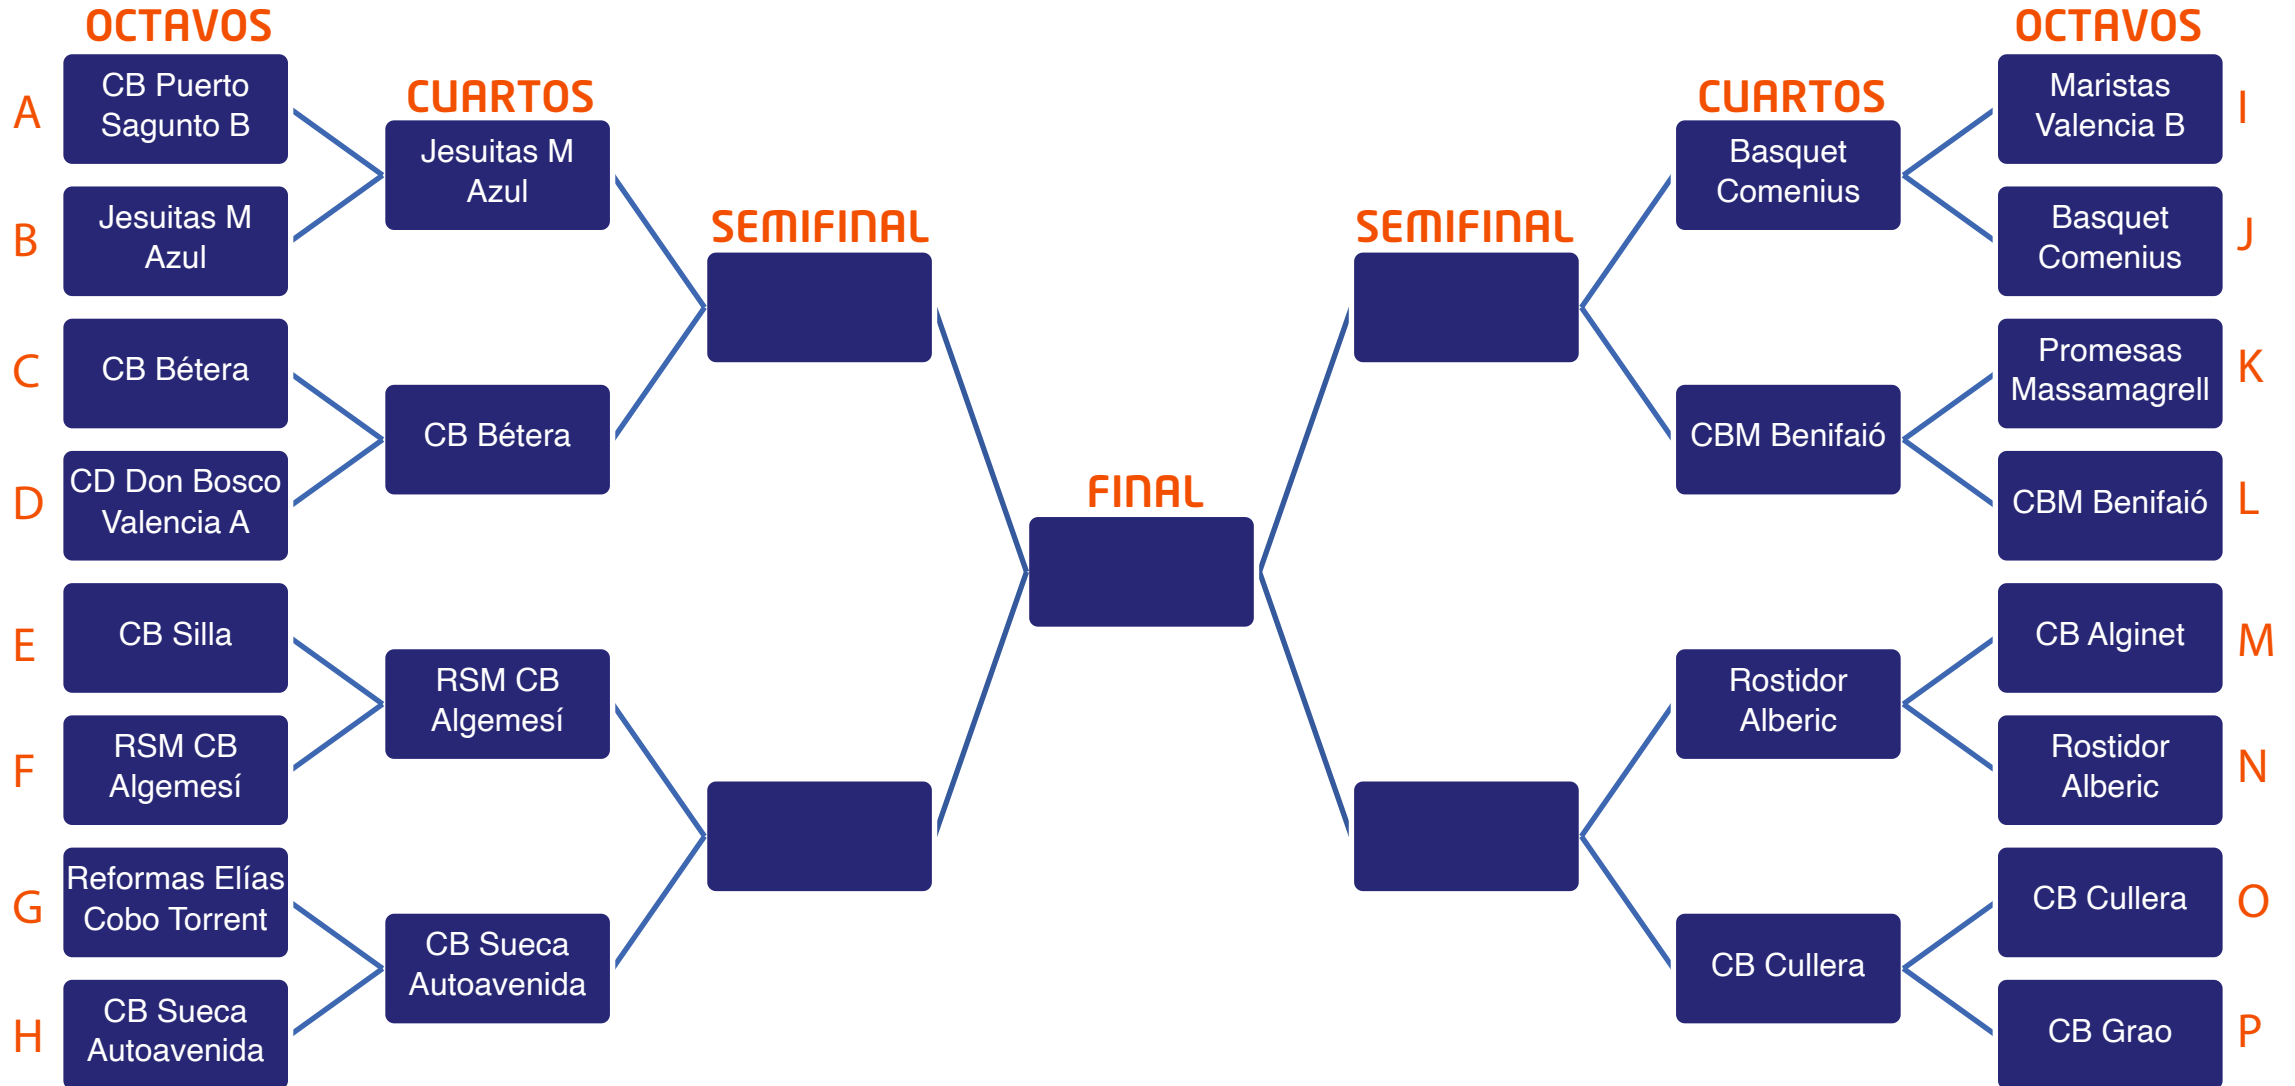 OCTAVOS
A
CB Puerto
Sagunto B
B
Jesuitas M
Azul
C
CB Bétera
D
CD Don Bosco
Valencia A
E
CB Silla
F
RSM CB
Algemesí
G
Reformas Elías
Cobo Torrent
H
CB Sueca
Autoavenida
CUARTOS
Jesuitas M
Azul
CB Bétera
RSM CB
Algemesí
CB Sueca
Autoavenida
SEMIFINAL
FINAL
SEMIFINAL
CUARTOS
Basquet
Comenius
CBM Benifaió
Rostidor
Alberic
CB Cullera
OCTAVOS
Maristas
Valencia B
I
Basquet
Comenius
J
Promesas
Massamagrell
K
CBM Benifaió
L
CB Alginet
M
Rostidor
Alberic
N
CB Cullera
O
CB Grao
P